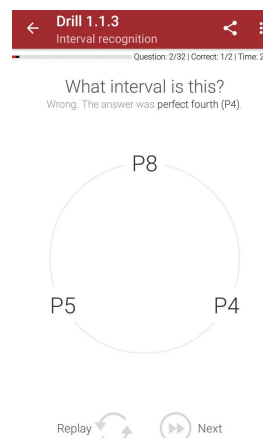 Drill 1.1.3
Interval recognition
Question: 2/32 | Correct: 1/2 | Time: 2
What interval is this?
Wrong. The answer was perfect fourth (P4).
P8
P5 P4
Replay Next